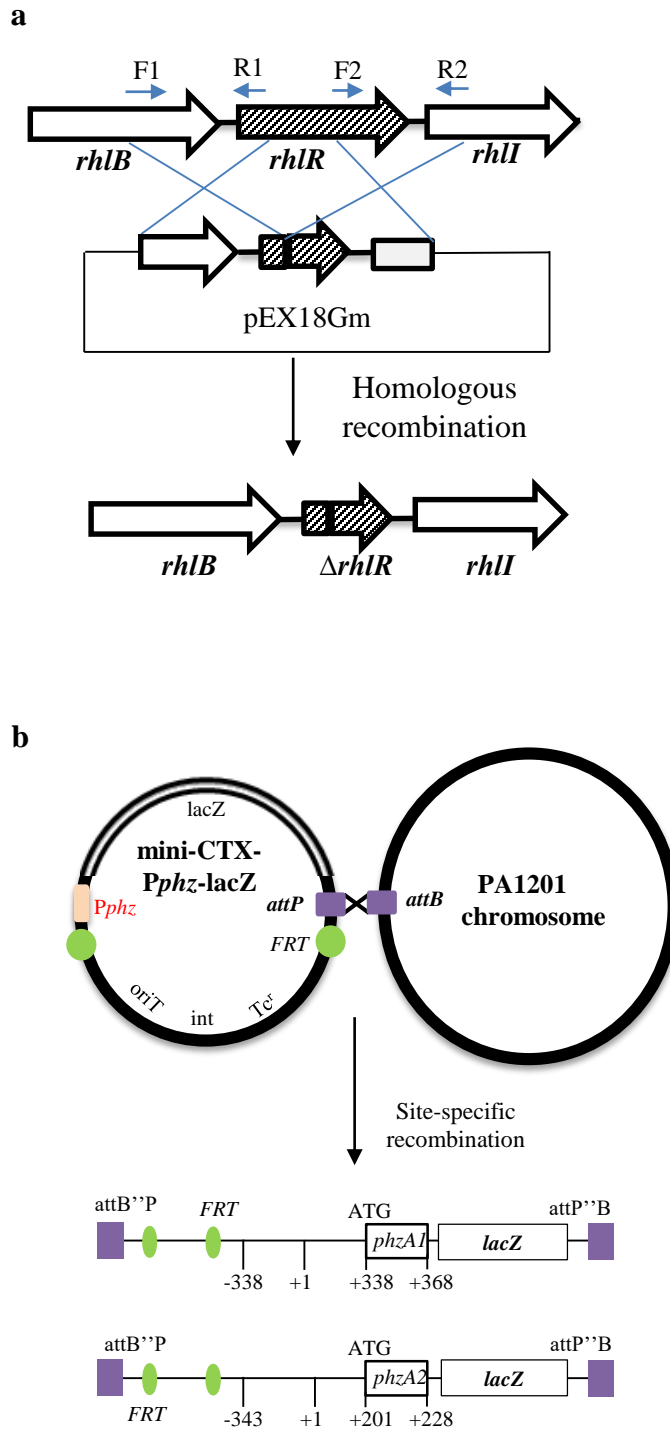 a
F1 R1 F2 R2
rhlB rhlR rhlI
pEX18Gm
Homologous
recombination
rhlB ΔrhlR rhlI
b
lacZ
mini-CTX-
Pphz-lacZ
Pphz
attP
attB
FRT
oriT
int
Tcr
PA1201
chromosome
Site-specific
recombination
attB’’P FRT ATG attP’’B
phzA1 lacZ
-338 +1 +338 +368
attB’’P ATG attP’’B
phzA2 lacZ
FRT -343 +1 +201 +228